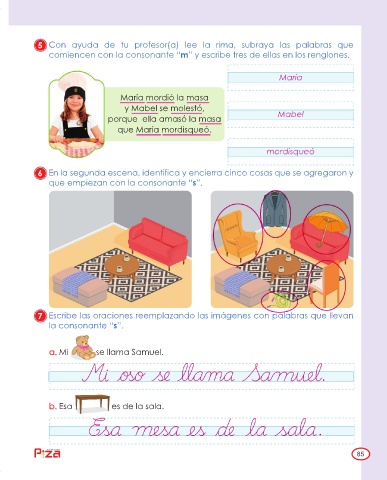 5 Con ayuda de tu profesor(a) lee la rima, subraya las palabras que
comiencen con la consonante “m” y escribe tres de ellas en los renglones.
María
María mordió la masa
y Mabel se molestó,
porque ella amasó la masa
que María mordisqueó.
Mabel
mordisqueó
6 En la segunda escena, identifica y encierra cinco cosas que se agregaron y
que empiezan con la consonante “s”.
7 Escribe las oraciones reemplazando las imágenes con palabras que llevan
la consonante “s”.
a. Mi se llama Samuel.
Mi oso se llama Samuel.
b. Esa es de la sala.
Esa mesa es de la sala.
Piza
85